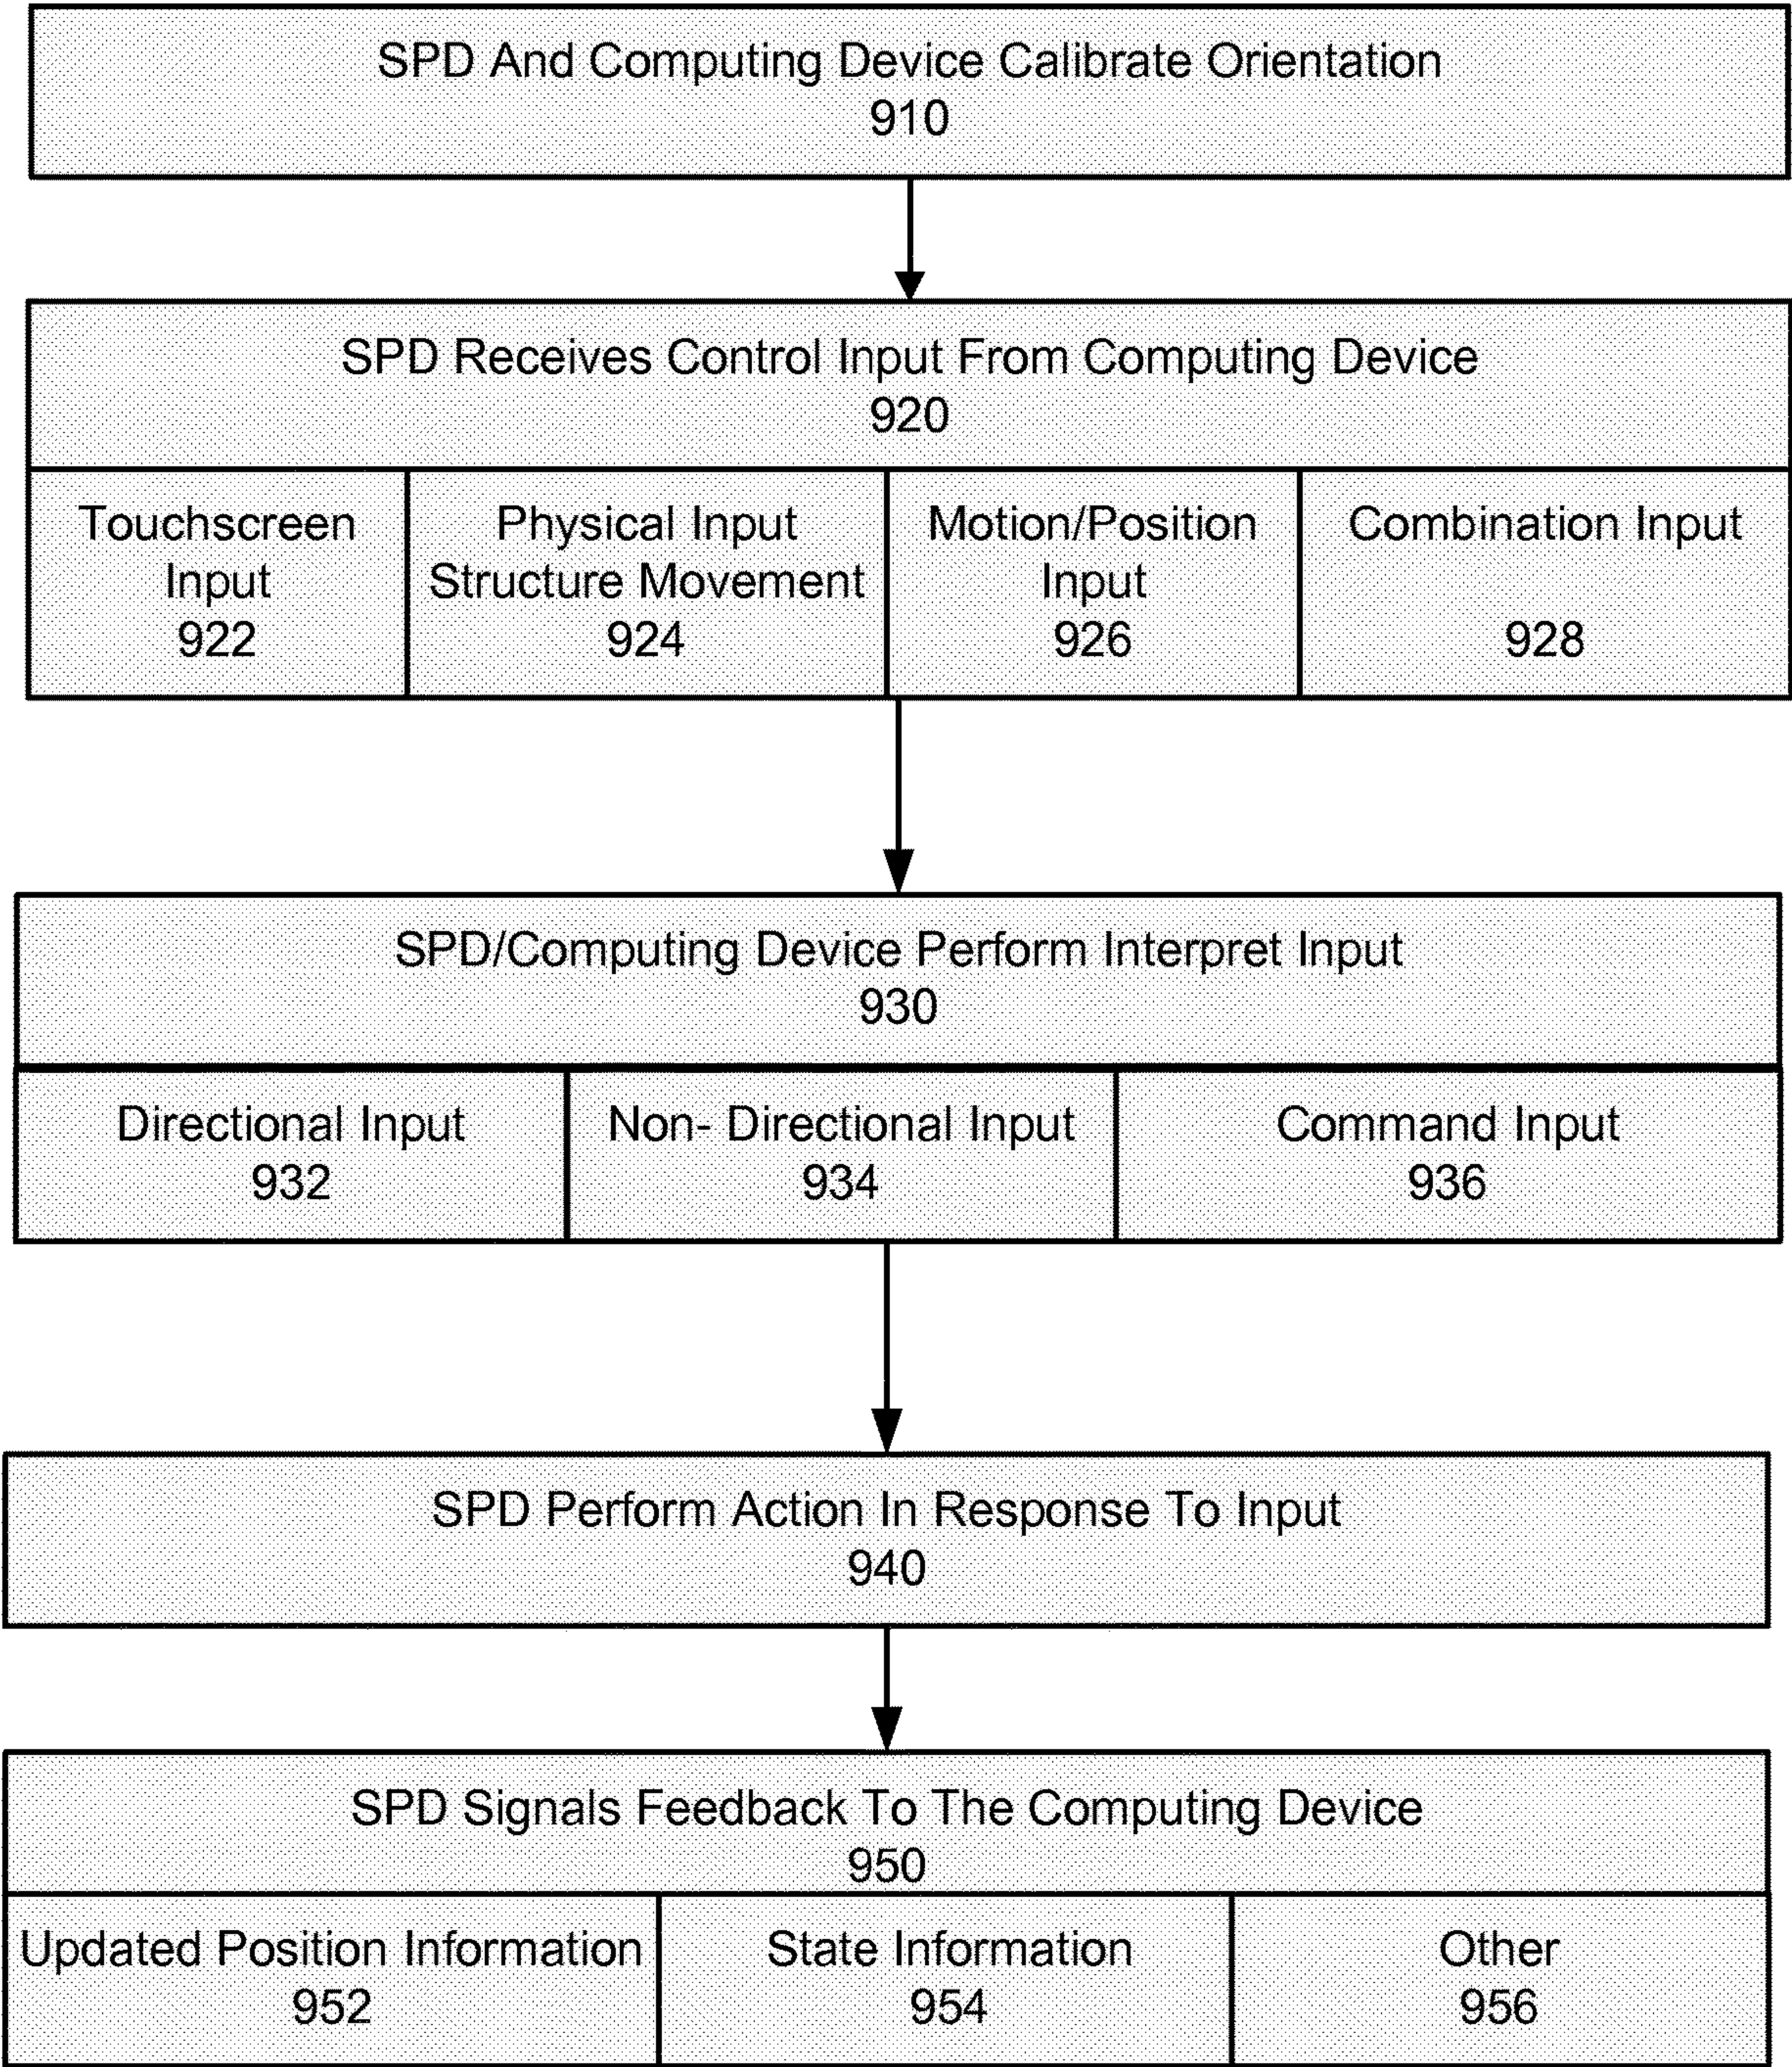 SPD And Computing Device Calibrate Orientation
910
SPD Receives Control Input From Computing Device
920
Touchscreen
Input
922
Physical Input
Structure Movement
924
Motion/Position
Input
926
Combination Input
928
SPD/Computing Device Perform Interpret Input
930
Directional Input
932
Non- Directional Input
934
Command Input
936
SPD Perform Action In Response To Input
940
SPD Signals Feedback To The Computing Device
950
Updated Position Information
952
State Information
954
Other
956